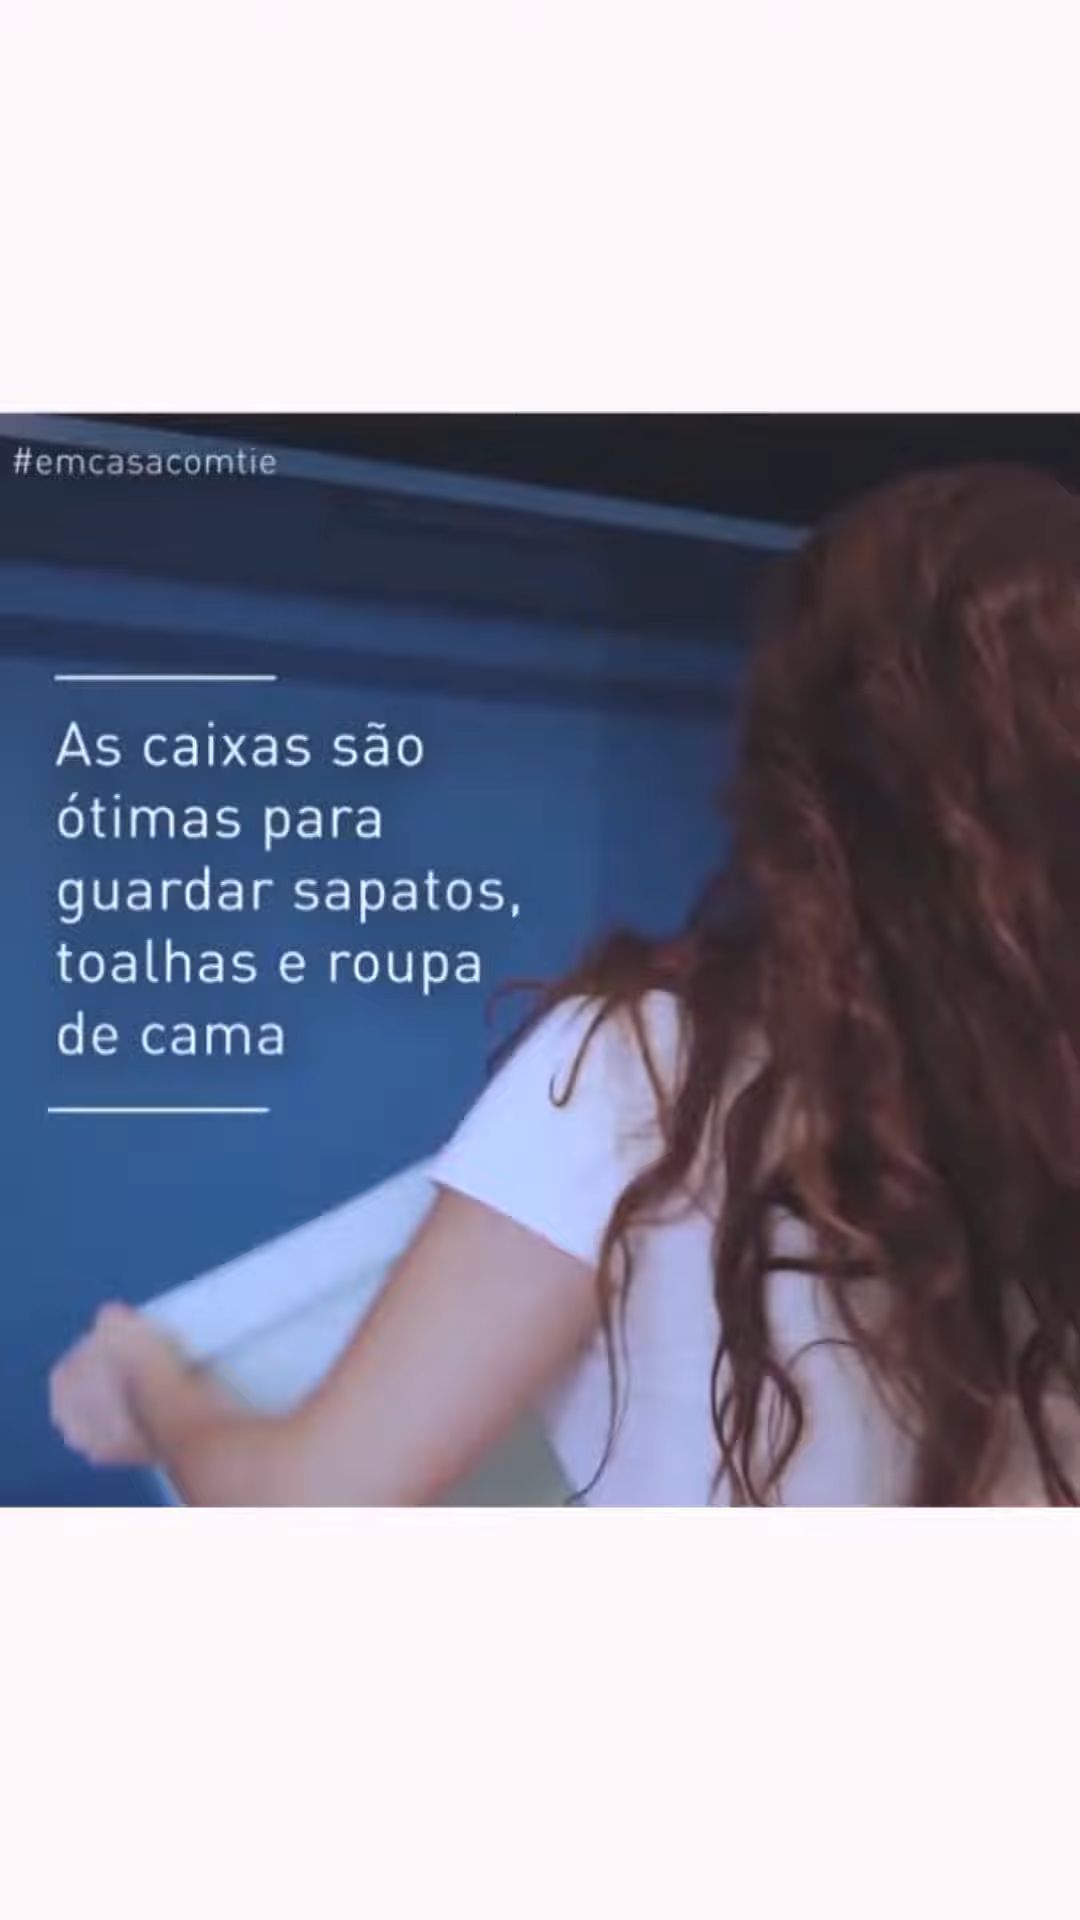 #emcasacomtie
As caixas são
ótimas para
guardar sapatos,
toalhas e roupa
de cama